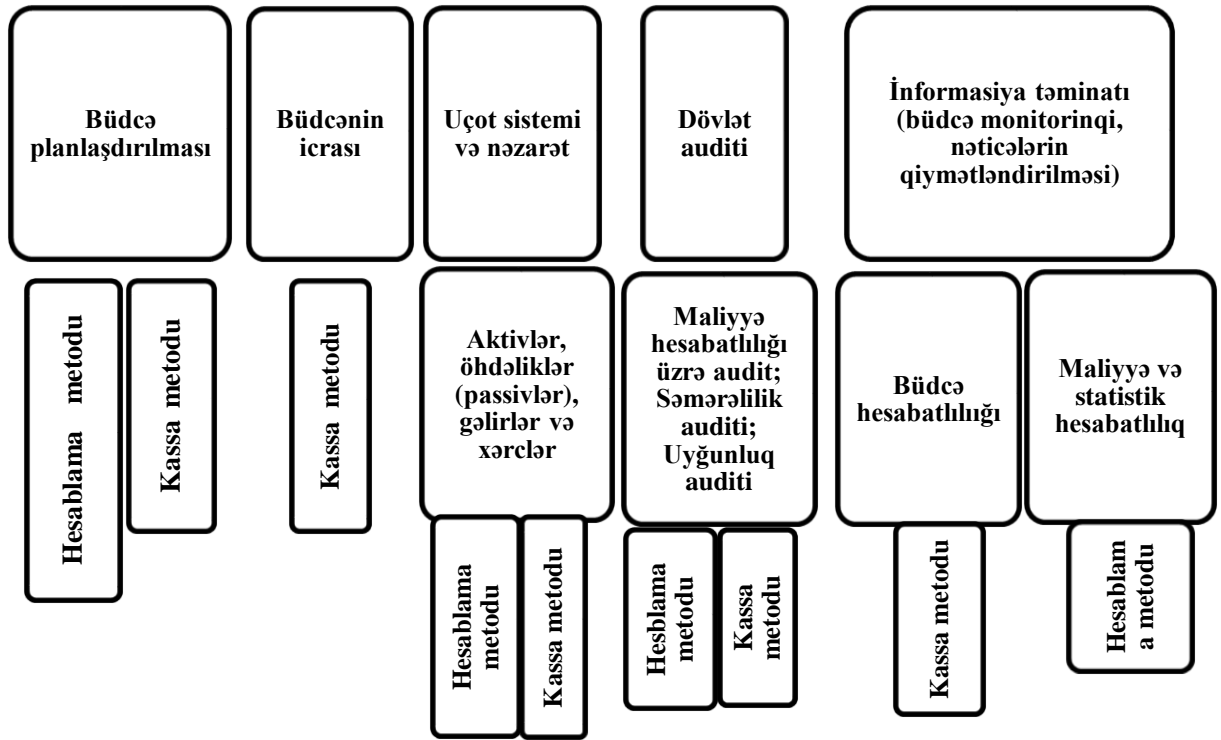 Büdcə
planlaşdırılması
Büdcənin
icrası
Uçot sistemi
və nəzarət
Dövlət
auditi
İnformasiya təminatı
(büdcə monitorinqi,
nəticələrin
qiymətləndirilməsi)
Hesablama metodu
Kassa metodu
Kassa metodu
Aktivlər,
öhdəliklər
(passivlər),
gəlirlər və
xərclər
Maliyyə
hesabatlılığı
üzrə audit;
Səmərəlilik
auditi;
Uyğunluq
auditi
Büdcə
hesabatlılıığı
Maliyyə və
statistik
hesabatlılıq
Hesablama
metodu
Kassa metodu
Hesblama
metodu
Kassa
metodu
Kassa metodu
Hesablam
a metodu